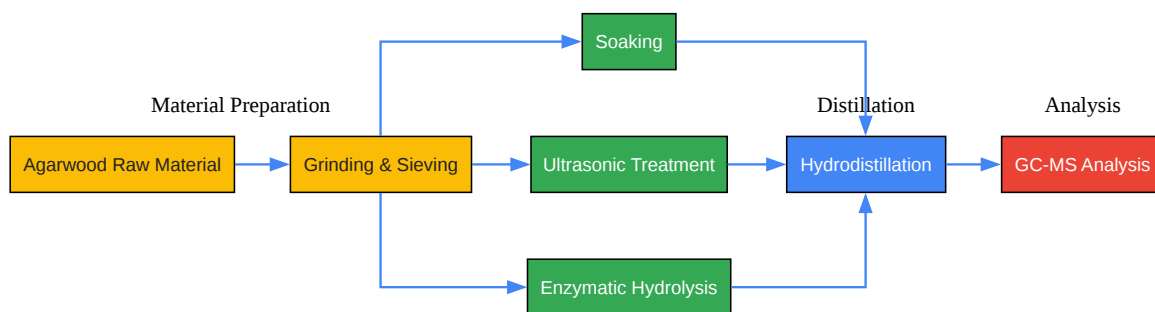 Soaking
Material Preparation
Distillation
Analysis
Agarwood Raw Material
Grinding & Sieving
Ultrasonic Treatment
Hydrodistillation
GC-MS Analysis
Enzymatic Hydrolysis